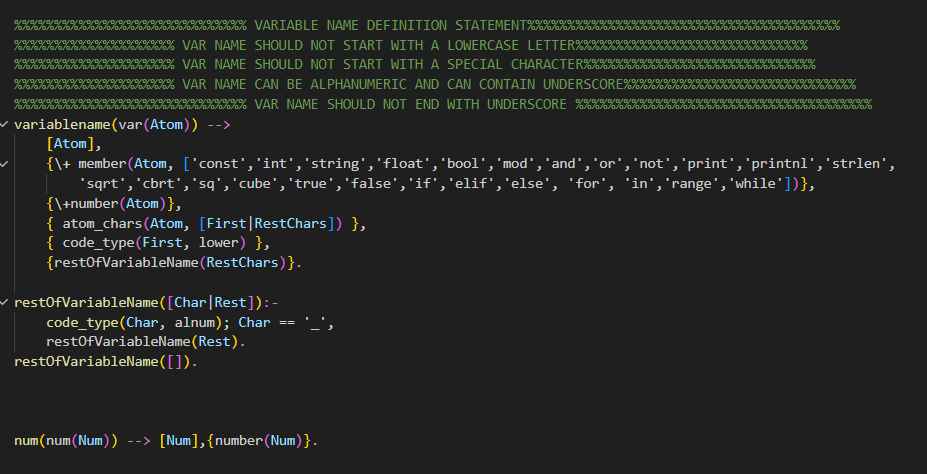 %%%%%%%%%%%%%%%%%%%%%%%%%%%%% VARIABLE NAME DEFINITION STATEMENT%%%%%%%%%%%%%%%%%%%%%%%%%%%%%%%%%%%%%%%
%%%%%%%%%%%%%%%%%%%% VAR NAME SHOULD NOT START WITH A LOWERCASE LETTER%%%%%%%%%%%%%%%%%%%%%%%%%%%%%
%%%%%%%%%%%%%%%%%%%% VAR NAME SHOULD NOT START WITH A SPECIAL CHARACTER%%%%%%%%%%%%%%%%%%%%%%%%%%%%%
%%%%%%%%%%%%%%%%%%%% VAR NAME CAN BE ALPHANUMERIC AND CAN CONTAIN UNDERSCORE%%%%%%%%%%%%%%%%%%%%%%%%%%%%%
%%%%%%%%%%%%%%%%%%%%%%%%%%%%% VAR NAME SHOULD NOT END WITH UNDERSCORE %%%%%%%%%%%%%%%%%%%%%%%%%%%%%%%%%%%%%
variablename(var(Atom)) -->
    [Atom],
    {\+ member(Atom, ['const','int','string','float','bool','mod','and','or','not','print','printnl','strlen',
        'sqrt','cbrt','sq','cube','true','false','if','elif','else', 'for', 'in','range','while'])},
    {\+number(Atom)},
    { atom_chars(Atom, [First|RestChars]) },
    { code_type(First, lower) },
    {restOfVariableName(RestChars)}.
restOfVariableName([Char|Rest]):-
    code_type(Char, alnum); Char == '_',
    restOfVariableName(Rest).
restOfVariableName([]).
num(num(Num)) --> [Num],{number(Num)}.